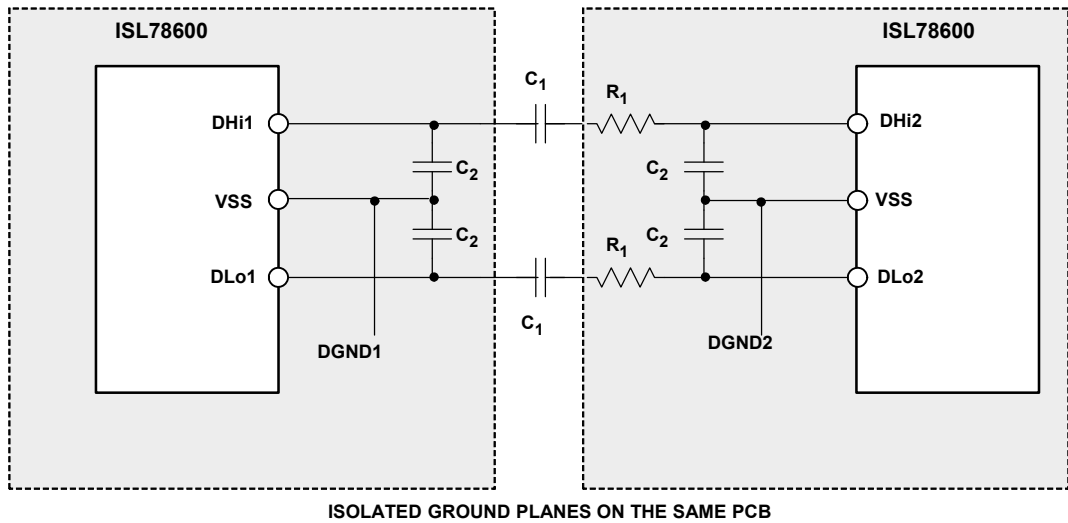 ISL78600
ISL78600
C1
R1
DHi1
DHi2
C2
C2
VSS
VSS
C2
C2
R1
DLo1
DLo2
C1
DGND1
DGND2
ISOLATED GROUND PLANES ON THE SAME PCB